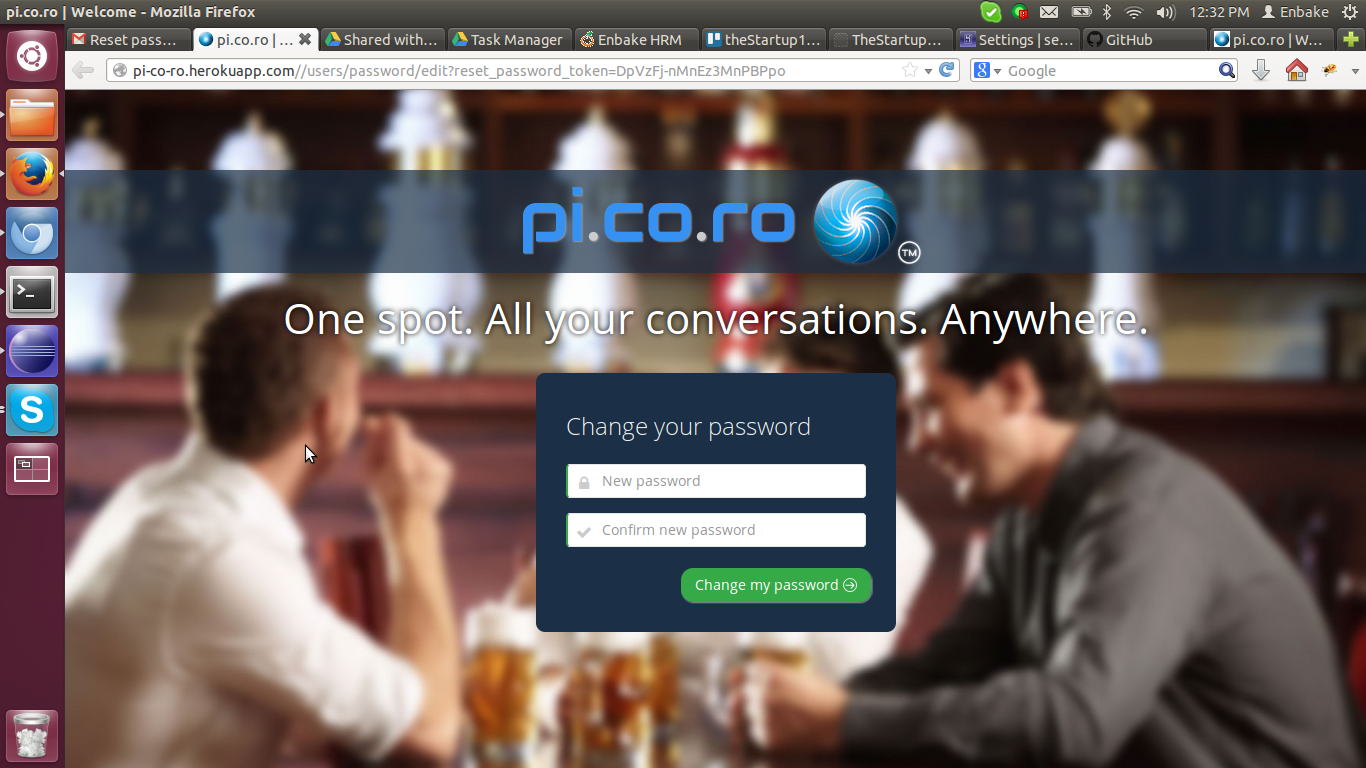 pi.co.ro | Welcome - Mozilla Firefox
12:32 PM
Enbake
Reset pass...
pi.co.ro | ...
Shared with...
Task Manager
Enbake HRM
theStartup1...
TheStartup...
Settings | se...
GitHub
pi.co.ro | W...
pi-co-ro.herokuapp.com//users/password/edit?reset_password_token=DpVzFj-nMnEz3MnPBPpo
Google
pi.co.ro
TM
One spot. All your conversations. Anywhere.
Change your password
New password
Confirm new password
Change my password